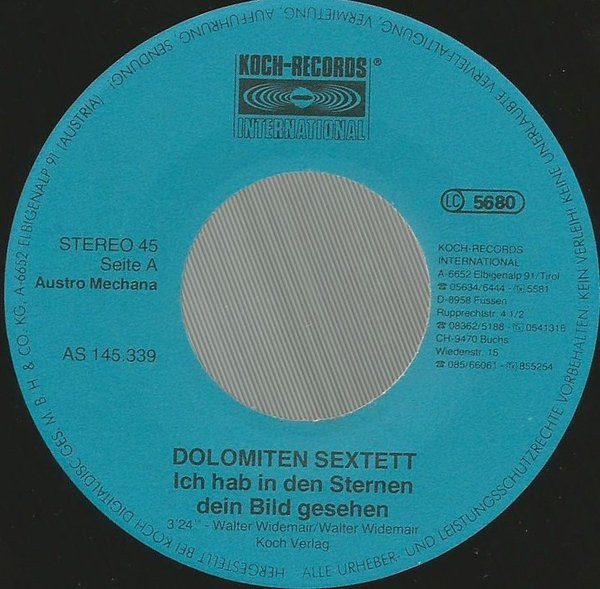 KOCH-RECORDS®
INTERNATIONAL
LC 5680
STEREO 45
Seite A
Austro Mechana
AS 145.339
KOCH-RECORDS
INTERNATIONAL
A-6652 Elbigenalp 91/Tirol
☎ 05634/6444 - 5581
D-8958 Füssen
Rupprechtstr. 4 1/2
☎ 08362/5188 - 0541316
CH-9470 Buchs
Wiedenstr. 15
☎ 085/66061 - 855254
DOLOMITEN SEXTETT
Ich hab in den Sternen
dein Bild gesehen
3'24" - Walter Widemair/Walter Widemair
Koch Verlag
HERGESTELLT BEI KOCH DIGITALDISC GES M B H & CO. KG. A-6652 ELBIGENALP 91 (AUSTRIA)
ALLE URHEBER- UND LEISTUNGSSCHUTZRECHTE VORBEHALTEN! KEIN VERLEIH! KEINE UNERLAUBTE VERVIELFÄLTIGUNG, VERMIETUNG, AUFFÜHRUNG, SENDUNG!